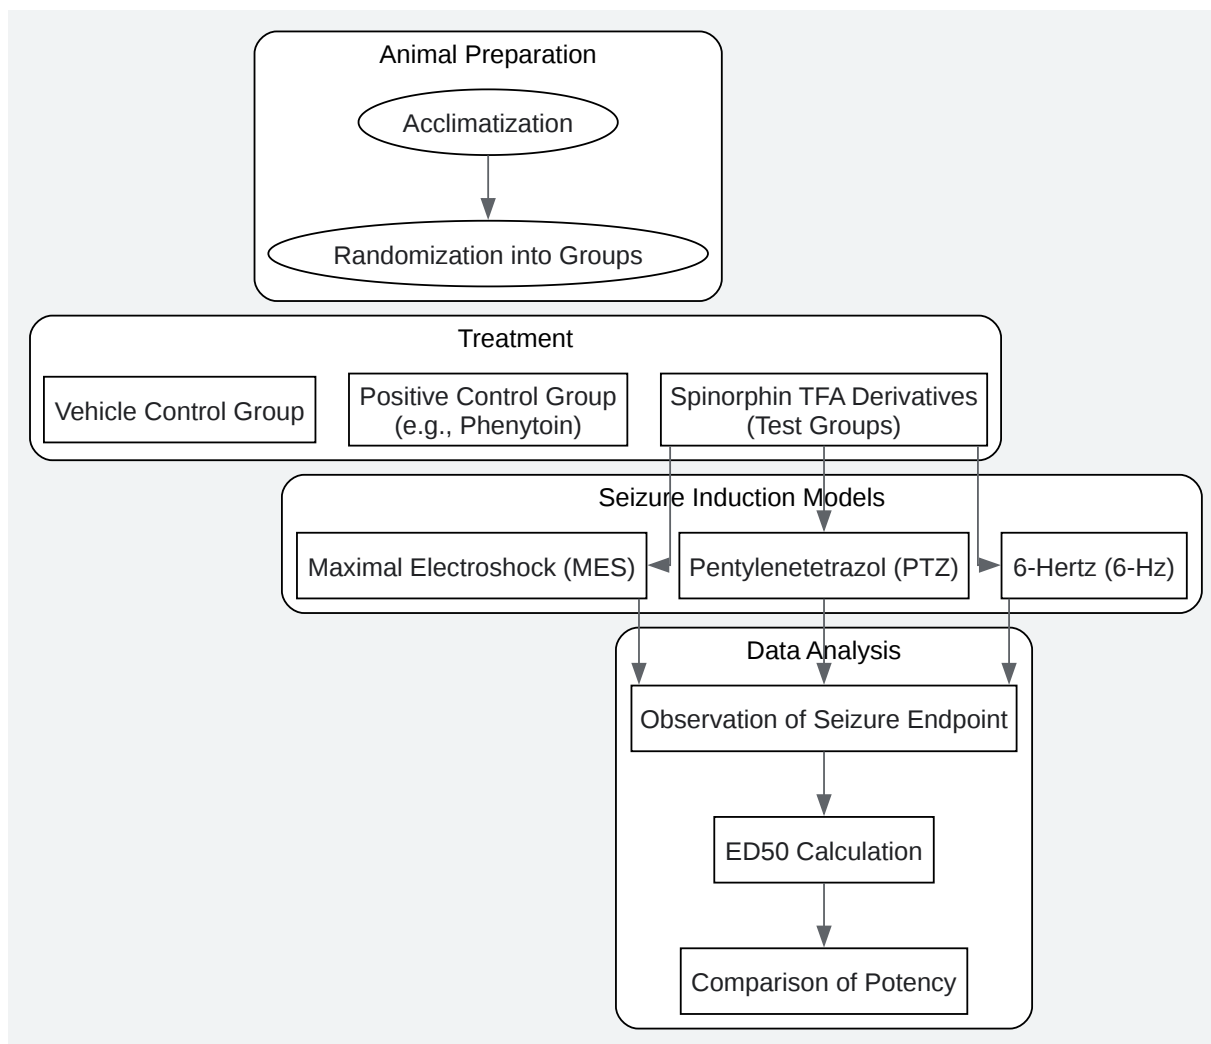 Animal Preparation
Acclimatization
Randomization into Groups
Treatment
Vehicle Control Group
Positive Control Group
(e.g., Phenytoin)
Spinorphin TFA Derivatives
(Test Groups)
Seizure Induction Models
Maximal Electroshock (MES)
Pentylenetetrazol (PTZ)
6-Hertz (6-Hz)
Data Analysis
Observation of Seizure Endpoint
ED50 Calculation
Comparison of Potency